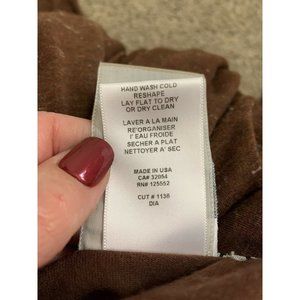 HAND WASH COLD
RESHAPE
LAY FLAT TO DRY
OR DRY CLEAN
LAVER A LA MAIN
RE'ORGANISER
I' EAU FROIDE
SECHER A PLAT
NETTOYER A' SEC
MADE IN USA
CA# 32054
RN# 125552
CUT # 1136
DIA